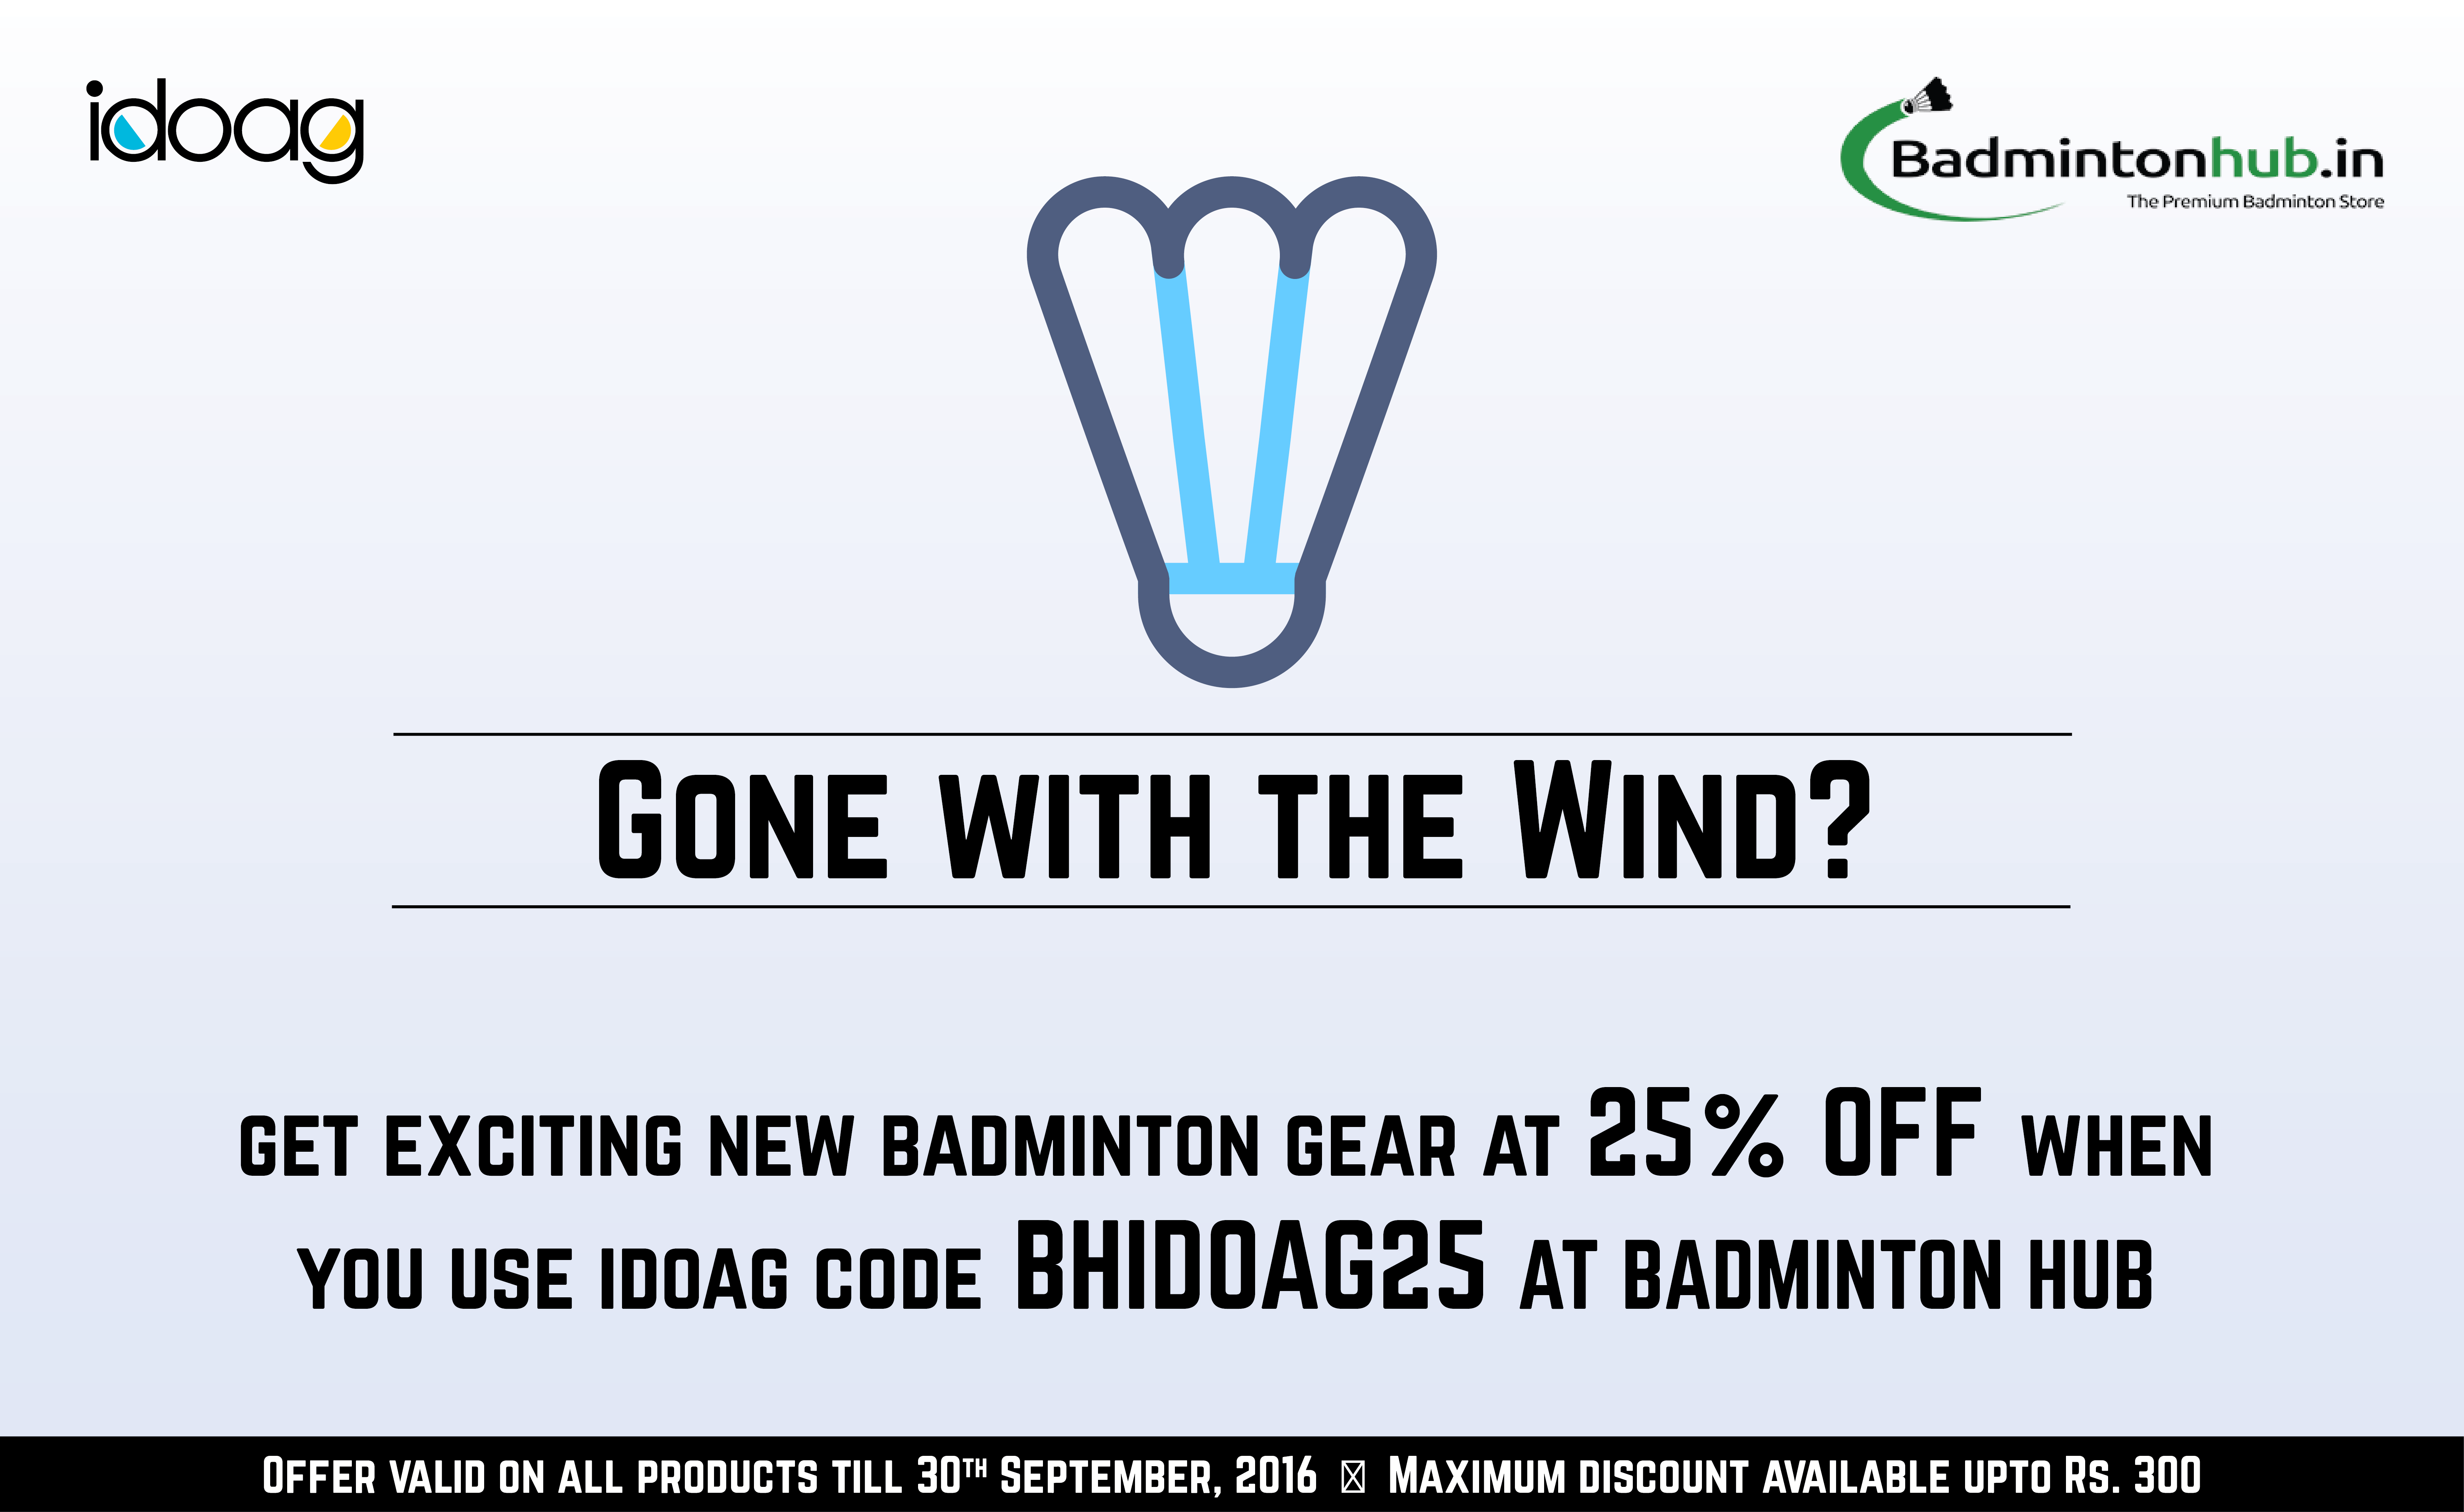 idoag
Badmintonhub.in
The Premium Badminton Store
Gone with the Wind?
get exciting new badminton gear at 25% OFF when
you use idoag code BHIDOAG25 at badminton hub
Offer valid on all products till 30th September, 2016 Maximum discount available upto Rs. 300